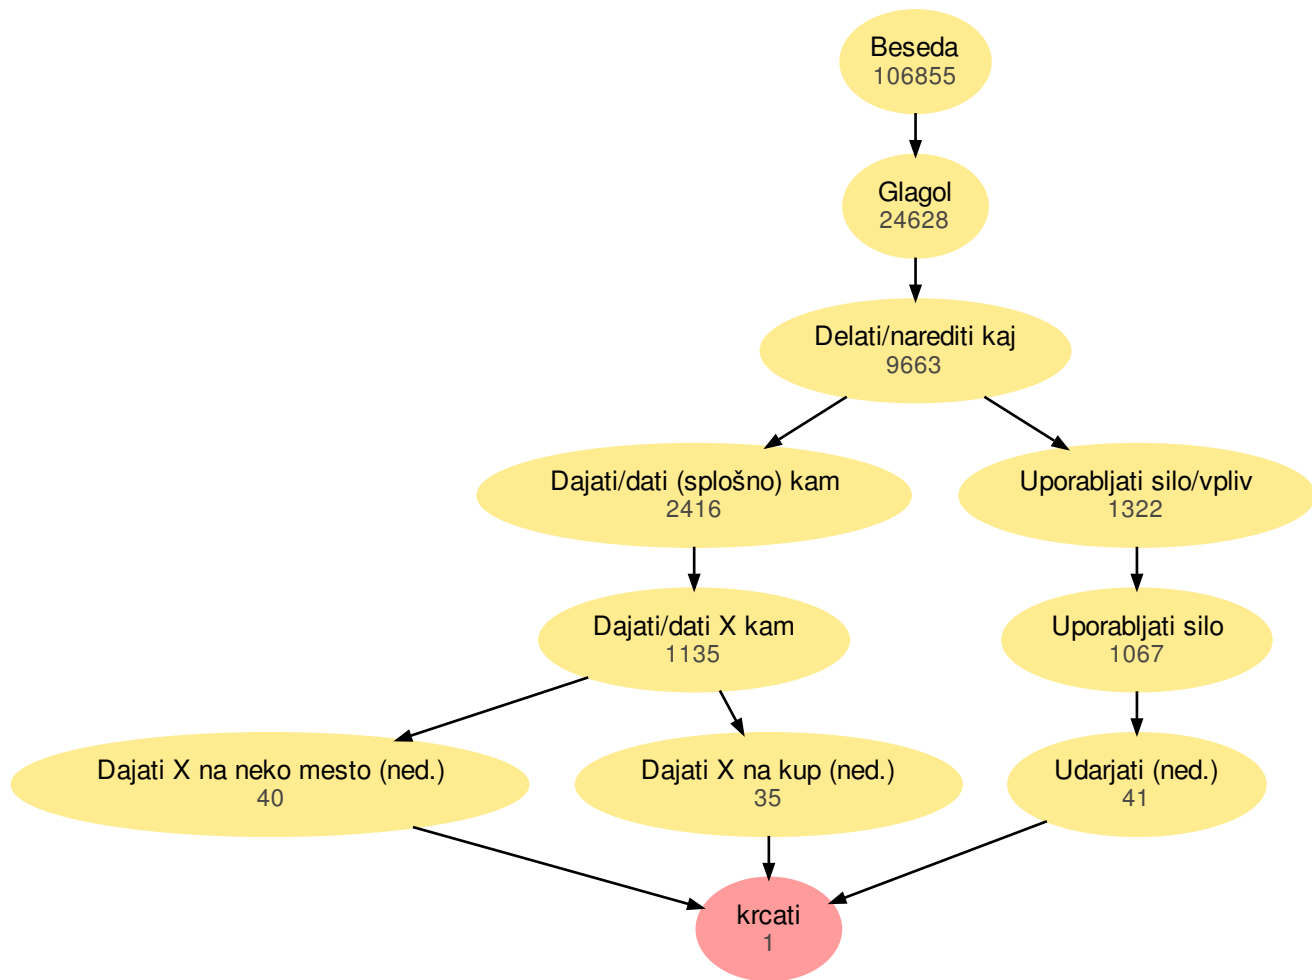 Beseda
106855
Glagol
24628
Delati/narediti kaj
9663
Dajati/dati (splošno) kam
2416
Uporabljati silo/vpliv
1322
Dajati/dati X kam
1135
Uporabljati silo
1067
Dajati X na neko mesto (ned.)
40
Dajati X na kup (ned.)
35
Udarjati (ned.)
41
krcati
1